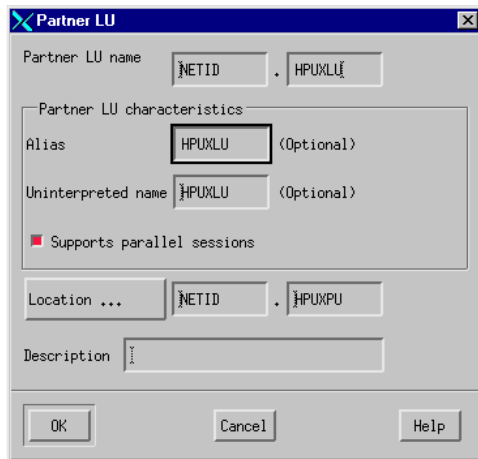 Partner LU
Partner LU name NETID . HPUXLU
Partner LU characteristics
Alias HPUXLU (Optional)
Uninterpreted name HPUXLU (Optional)
Supports parallel sessions
Location ... NETID . HPUXPU
Description
OK Cancel Help